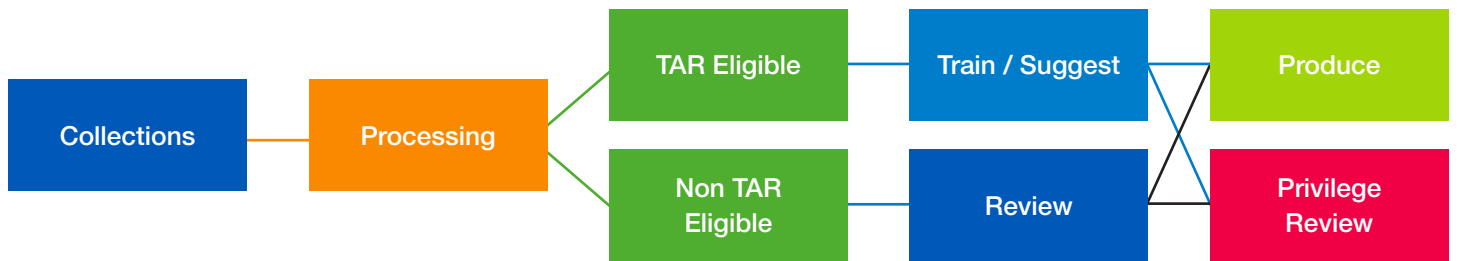 Collections
Processing
TAR Eligible
Non TAR
Eligible
Train / Suggest
Review
Produce
Privilege
Review